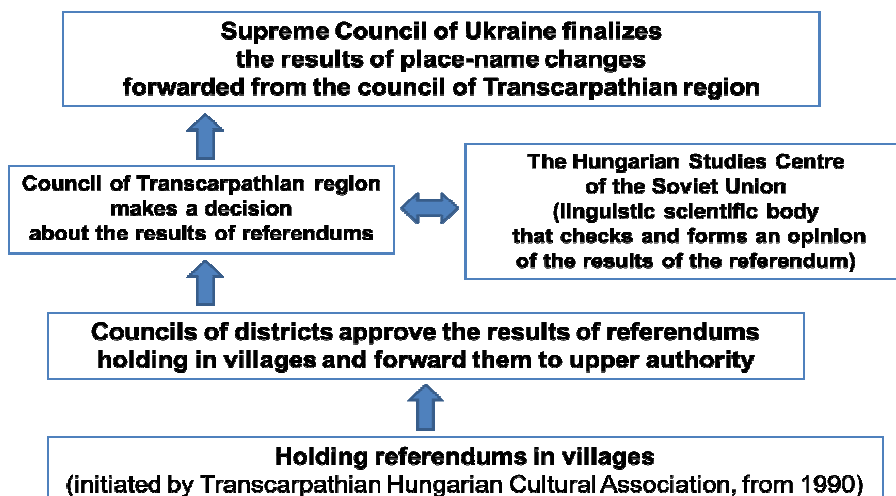 Supreme Council of Ukraine finalizes
the results of place-name changes
forwarded from the council of Transcarpathian region
Council of Transcarpathian region
makes a decision
about the results of referendums
The Hungarian Studies Centre
of the Soviet Union
(linguistic scientific body
that checks and forms an opinion
of the results of the referendum)
Councils of districts approve the results of referendums
holding in villages and forward them to upper authority
Holding referendums in villages
(initiated by Transcarpathian Hungarian Cultural Association, from 1990)